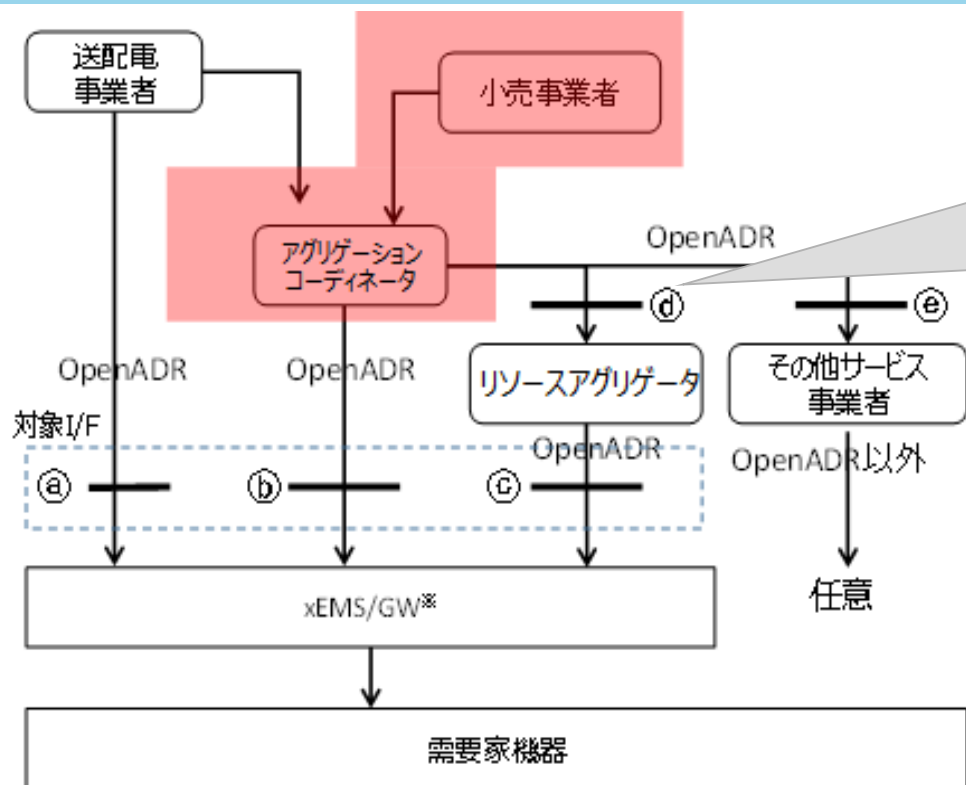 送配電
事業者
小売事業者
アグリゲーション
コーディネータ
OpenADR
ⓓ
ⓔ
OpenADR
OpenADR
リソースアグリゲータ
その他サービス
事業者
対象I/F
OpenADR
OpenADR以外
ⓐ
ⓑ
ⓒ
任意
xEMS/GW※
需要家機器